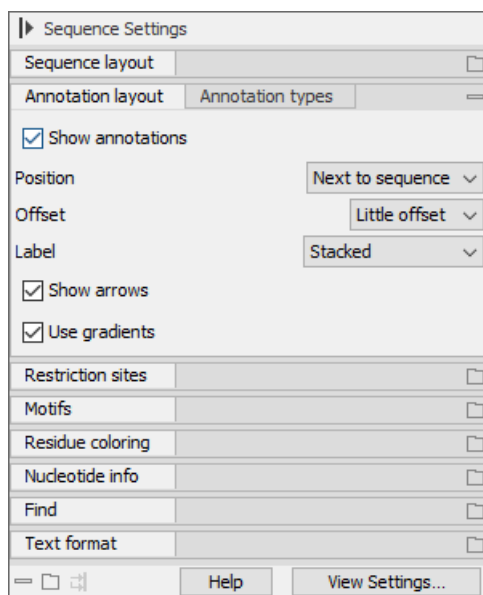 Sequence Settings
Sequence layout
Annotation layout Annotation types
Show annotations
Position Next to sequence
Offset Little offset
Label Stacked
Show arrows
Use gradients
Restriction sites
Motifs
Residue coloring
Nucleotide info
Find
Text format
Help View Settings...